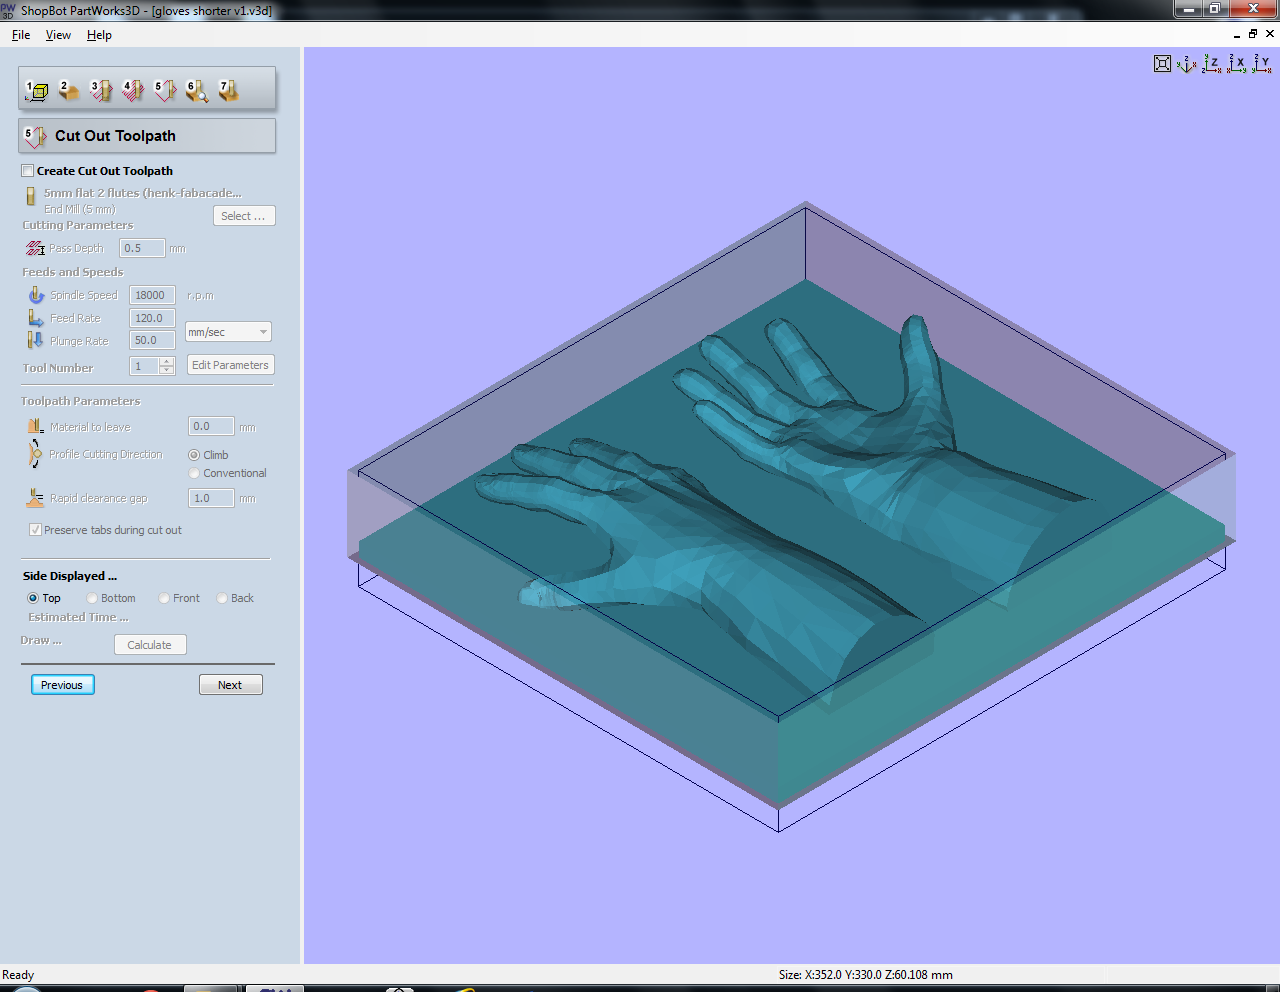 PW 3D ShopBot PartWorks3D - [gloves shorter v1.v3d]
File View Help
1 2 3 4 5 6 7
5 Cut Out Toolpath
Create Cut Out Toolpath
5mm flat 2 flutes (henk-fabacade...
End Mill (5 mm)
Select ...
Cutting Parameters
Pass Depth 0.5 mm
Feeds and Speeds
Spindle Speed 18000 r.p.m
Feed Rate 120.0
mm/sec
Plunge Rate 50.0
Tool Number 1 Edit Parameters
Toolpath Parameters
Material to leave 0.0 mm
Profile Cutting Direction Climb
Conventional
Rapid clearance gap 1.0 mm
Preserve tabs during cut out
Side Displayed ...
Top Bottom Front Back
Estimated Time ...
Draw ... Calculate
Previous Next
Ready Size: X:352.0 Y:330.0 Z:60.108 mm